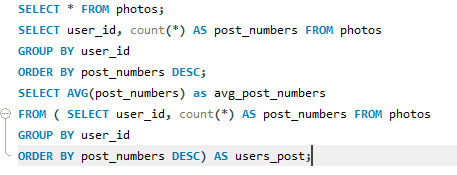 SELECT * FROM photos;
SELECT user_id, count(*) AS post_numbers FROM photos
GROUP BY user_id
ORDER BY post_numbers DESC;
SELECT AVG(post_numbers) as avg_post_numbers
FROM ( SELECT user_id, count(*) AS post_numbers FROM photos
GROUP BY user_id
ORDER BY post_numbers DESC) AS users_post;